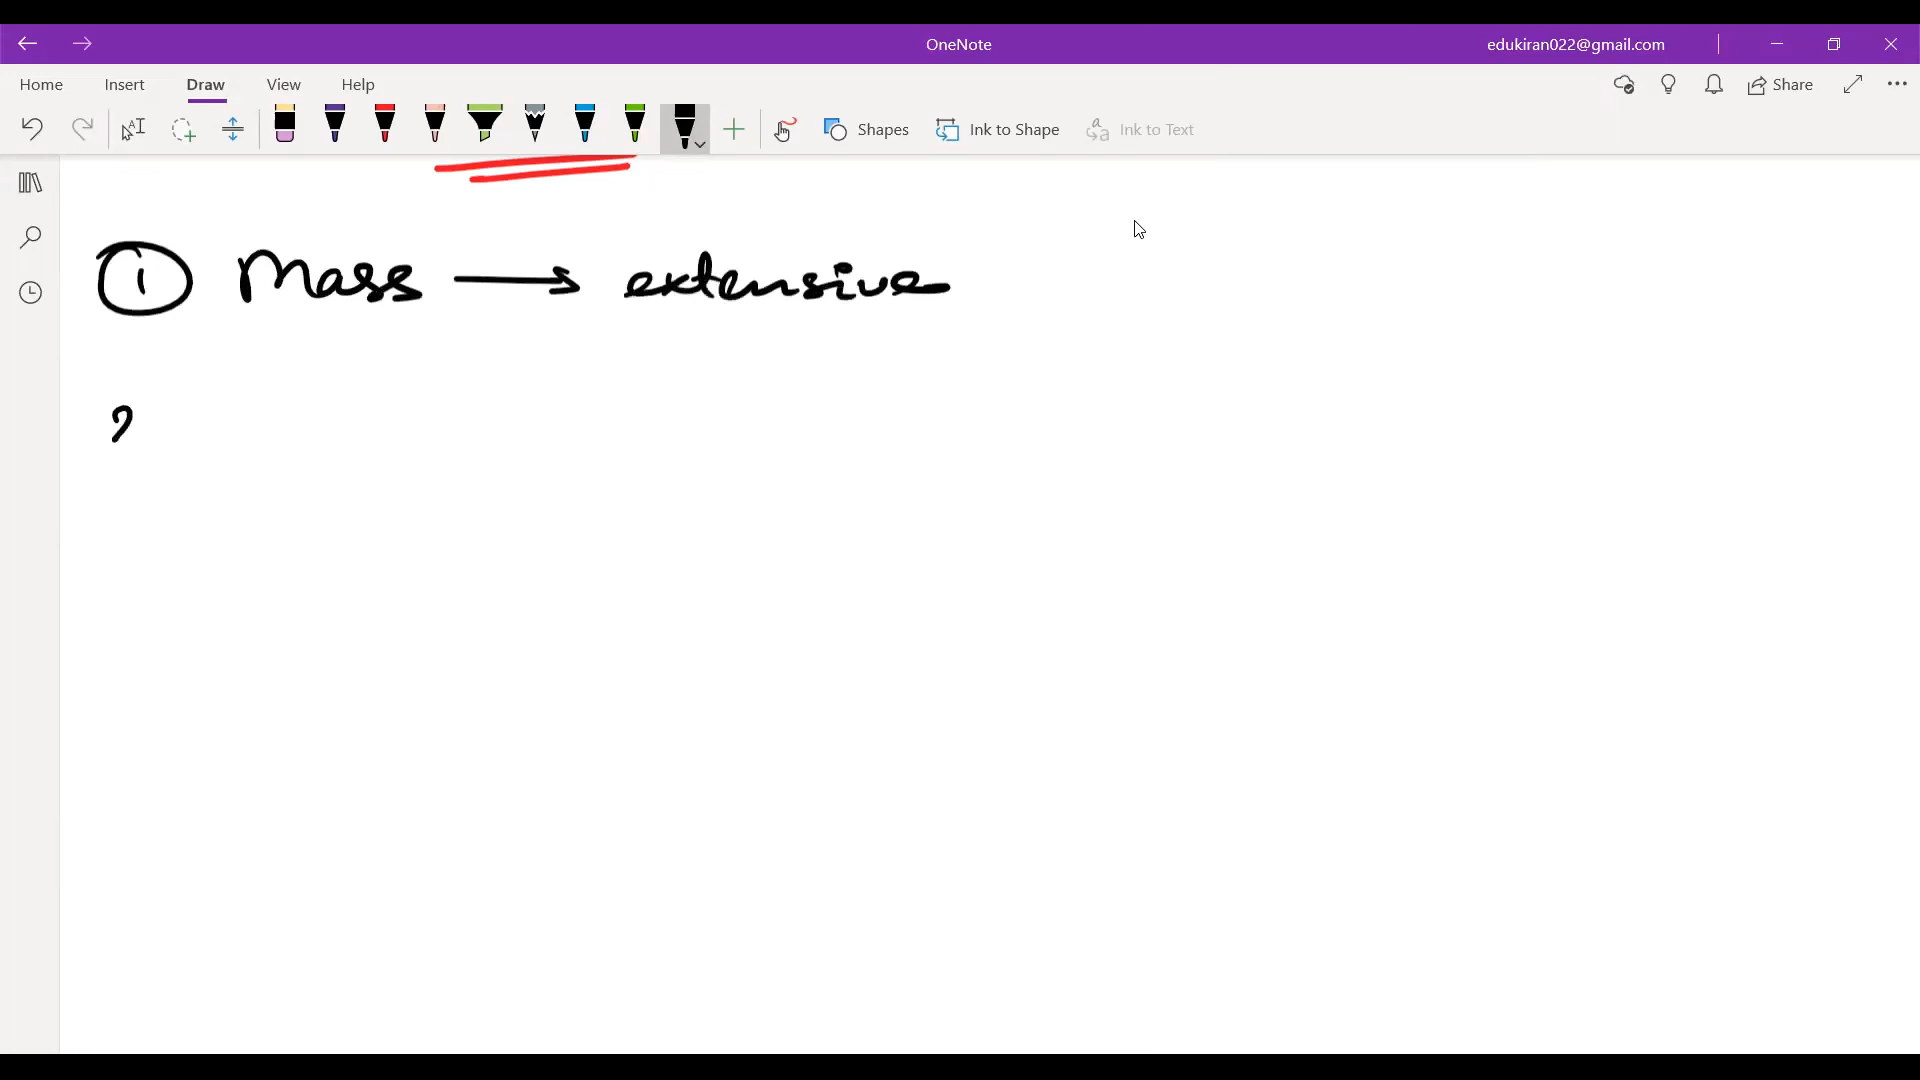 OneNote
edukiran022@gmail.com
Home Insert Draw View Help
Share
Shapes Ink to Shape Ink to Text
① Mass → extensive